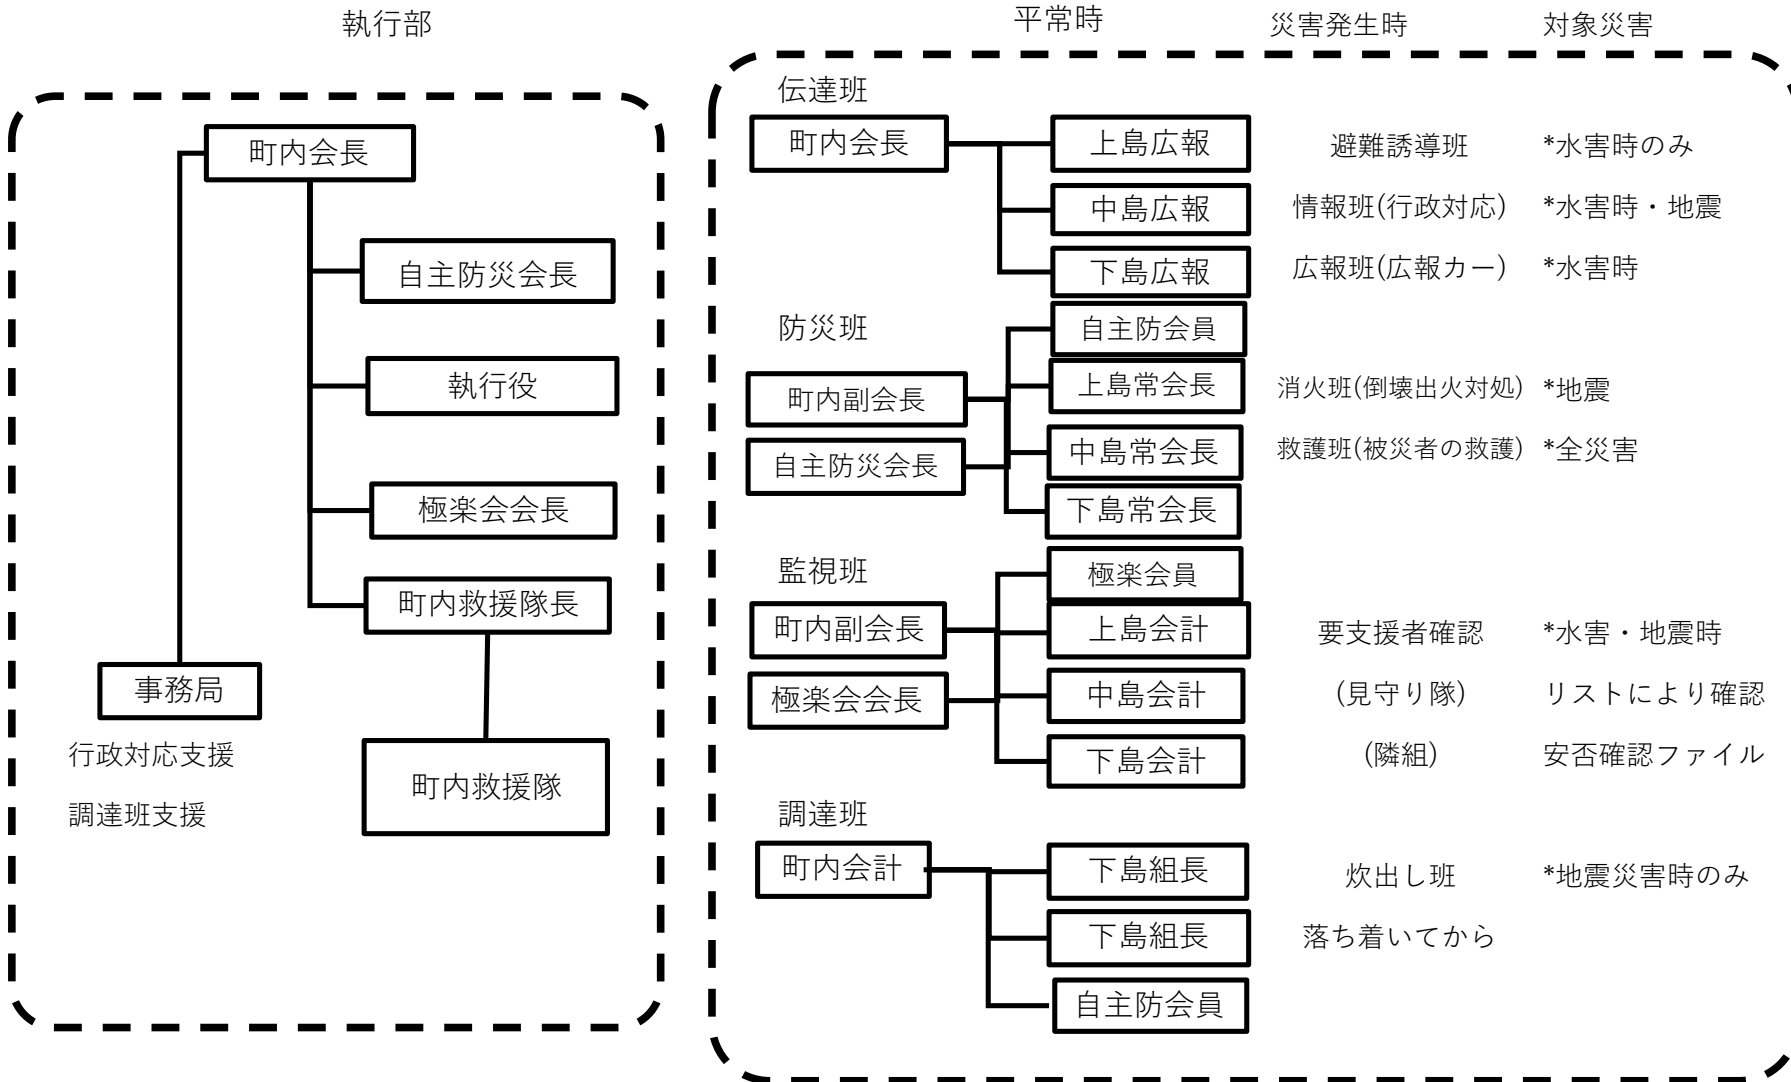 執行部
町内会長
自主防災会長
執行役
極楽会会長
町内救援隊長
事務局
行政対応支援
調達班支援
町内救援隊
平常時 災害発生時 対象災害
伝達班
町内会長 上島広報 避難誘導班 *水害時のみ
中島広報 情報班(行政対応) *水害時・地震
下島広報 広報班(広報カー) *水害時
防災班 自主防会員
町内副会長 上島常会長 消火班(倒壊出火対処) *地震
自主防災会長 中島常会長 救護班(被災者の救護) *全災害
下島常会長
監視班 極楽会員
町内副会長 上島会計 要支援者確認 *水害・地震時
極楽会会長 中島会計 (見守り隊) リストにより確認
下島会計 (隣組) 安否確認ファイル
調達班
町内会計 下島組長 炊出し班 *地震災害時のみ
下島組長 落ち着いてから
自主防会員